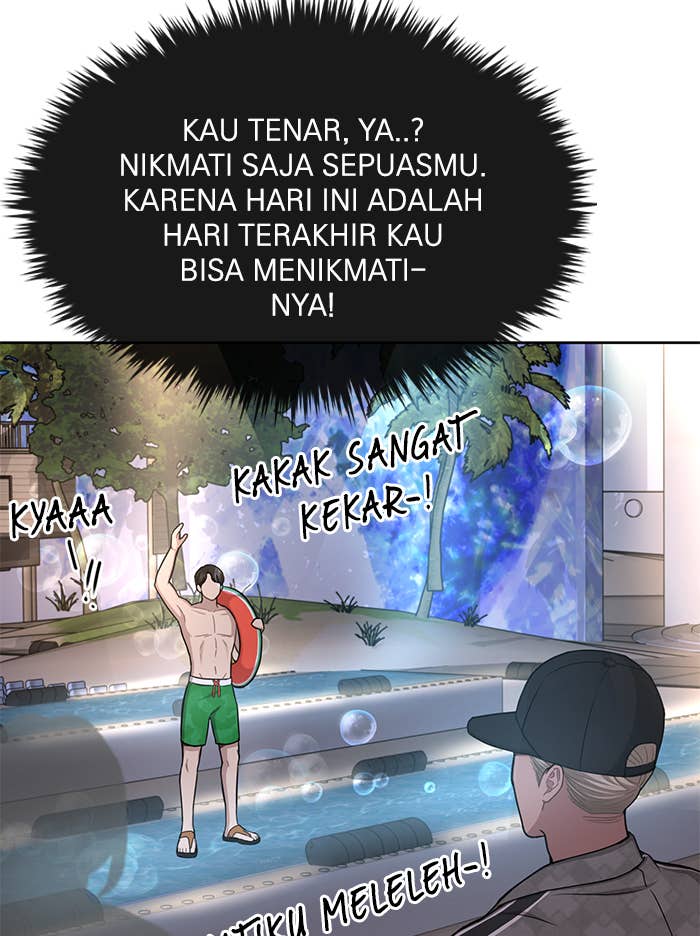 KAU TENAR, YA..?
NIKMATI SAJA SEPUASMU.
KARENA HARI INI ADALAH
HARI TERAKHIR KAU
BISA MENIKMATI-
NYA!
KAKAK SANGAT
KEKAR-!
KYAAA
-!!
MELELEH-!